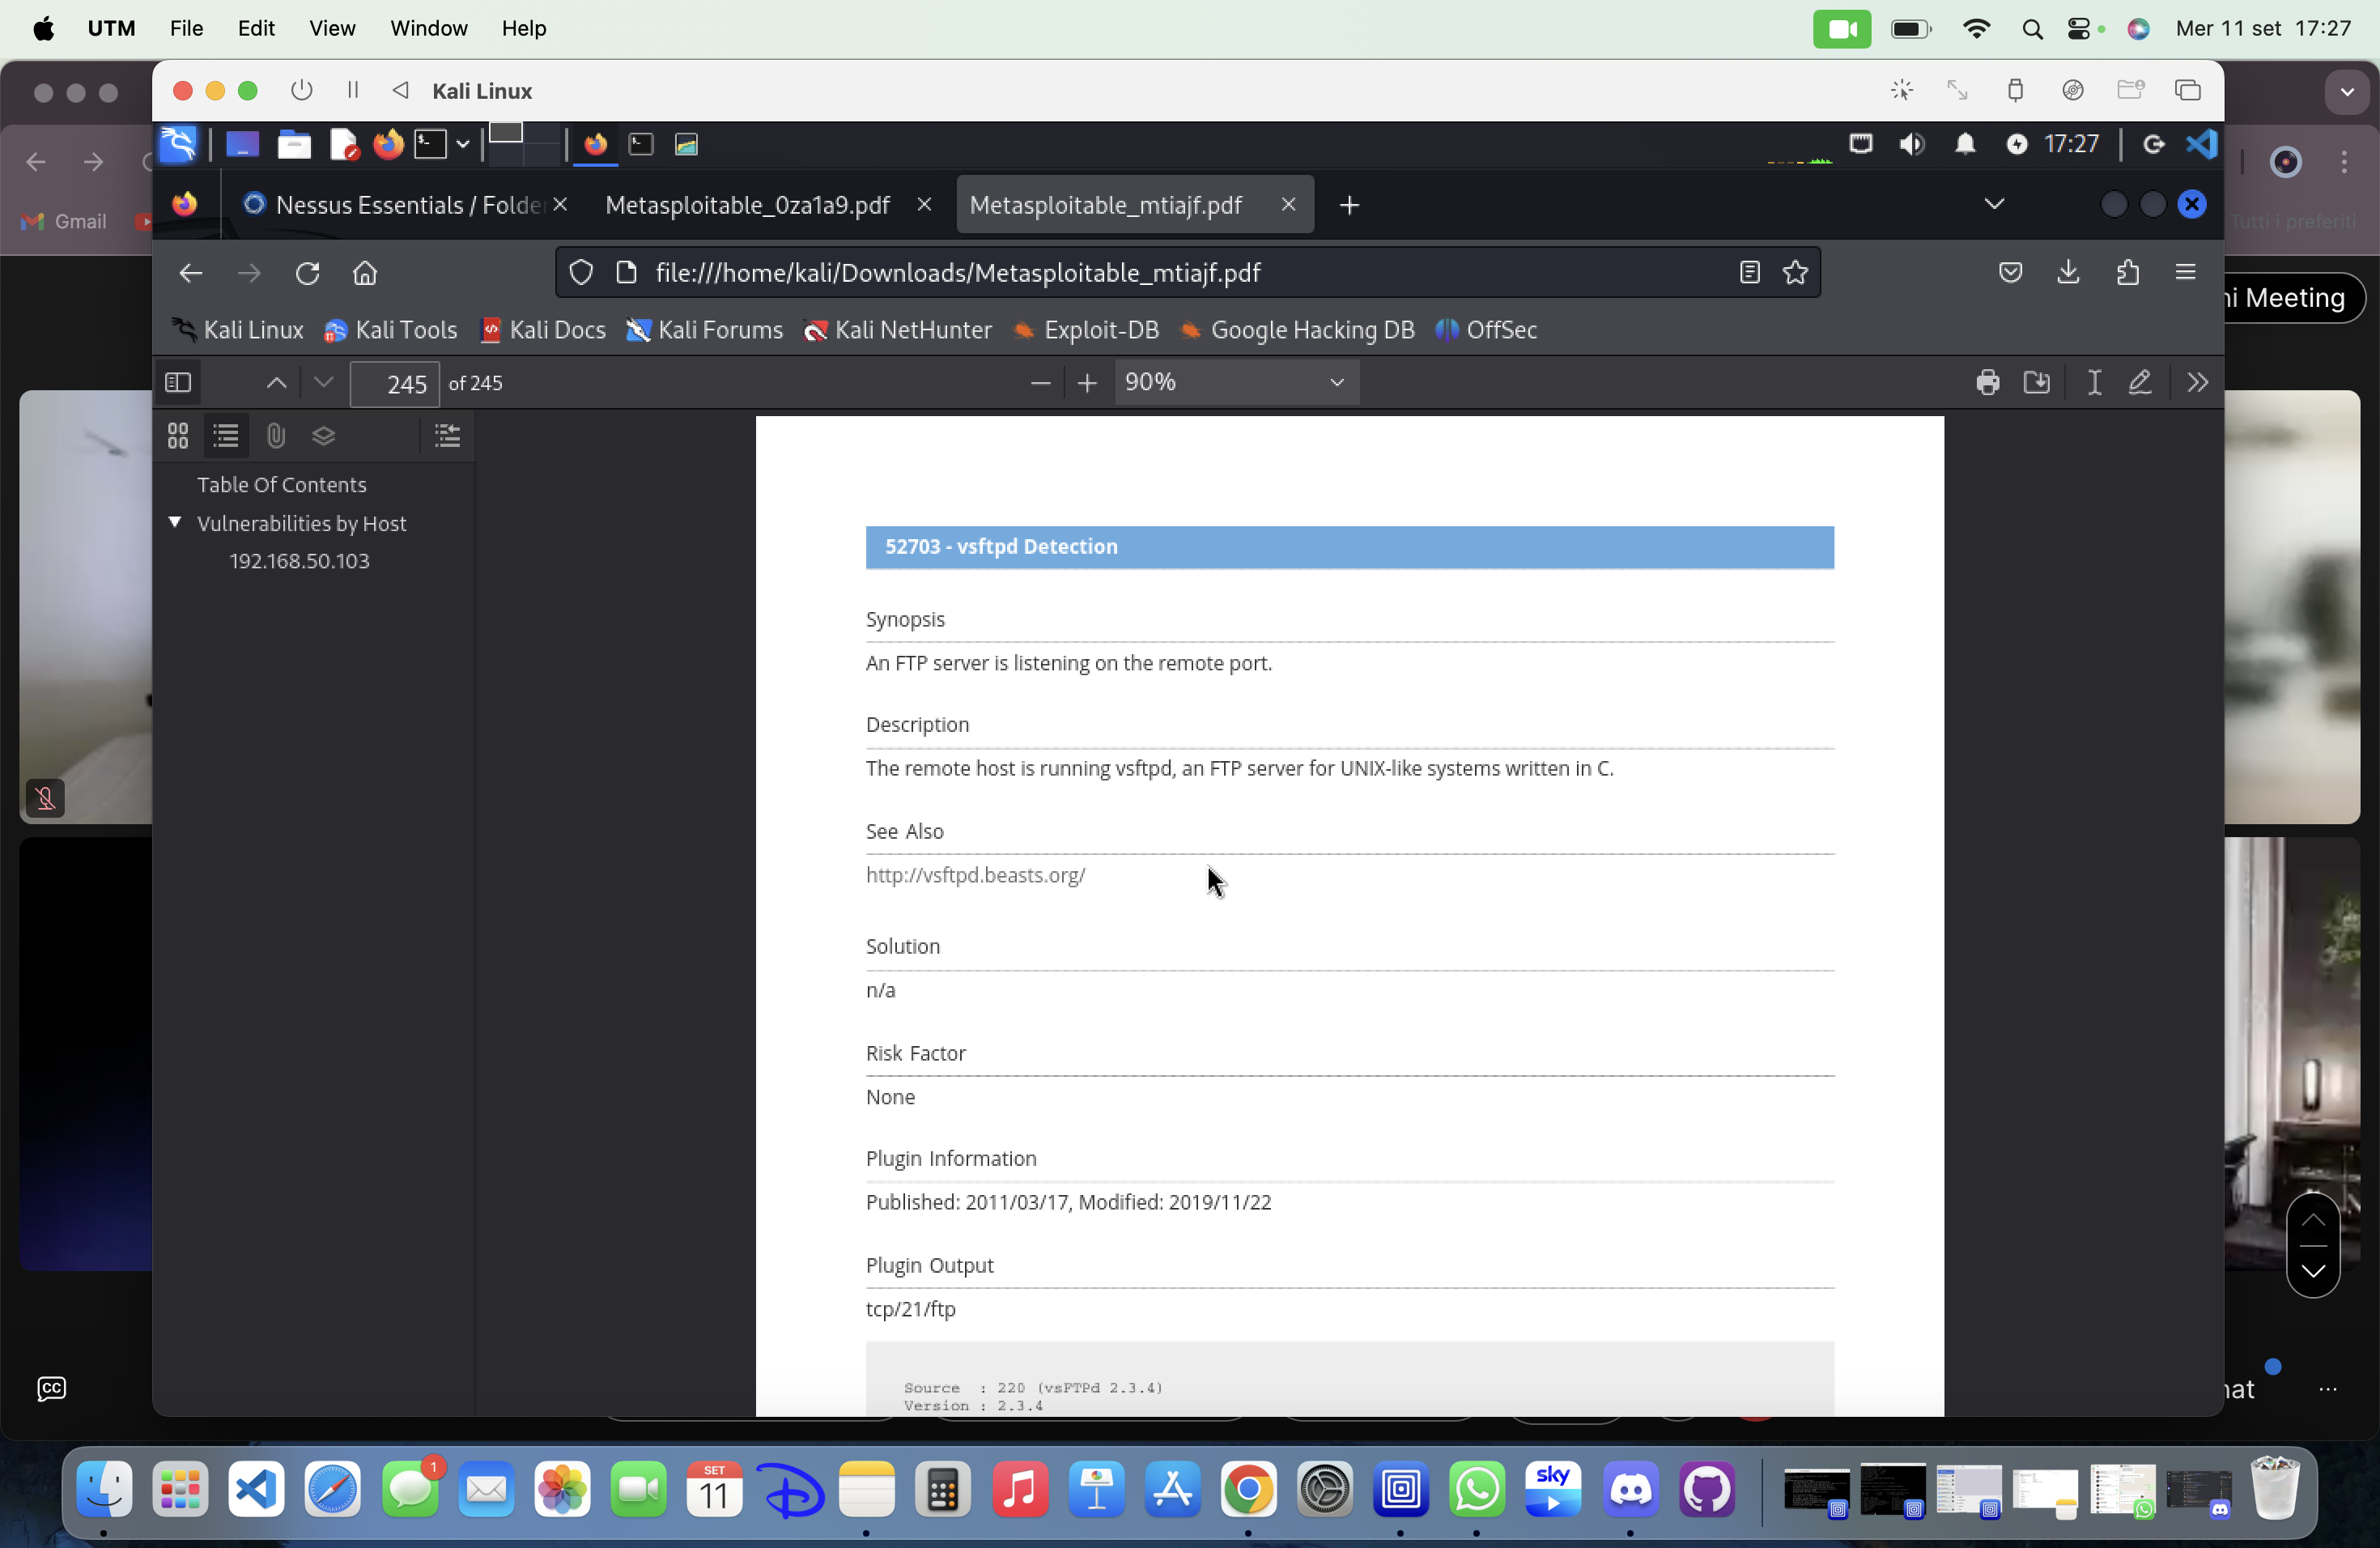 UTM File Edit View Window Help
Mer 11 set 17:27
Kali Linux
17:27
Nessus Essentials / Folde
Metasploitable_0za1a9.pdf
Metasploitable_mtiajf.pdf
Gmail
Tutti i preferiti
file:///home/kali/Downloads/Metasploitable_mtiajf.pdf
Kali Linux Kali Tools Kali Docs Kali Forums Kali NetHunter Exploit-DB Google Hacking DB OffSec
Meeting
245 of 245
90%
Table Of Contents
Vulnerabilities by Host
192.168.50.103
52703 - vsftpd Detection
Synopsis
An FTP server is listening on the remote port.
Description
The remote host is running vsftpd, an FTP server for UNIX-like systems written in C.
See Also
http://vsftpd.beasts.org/
Solution
n/a
Risk Factor
None
Plugin Information
Published: 2011/03/17, Modified: 2019/11/22
Plugin Output
tcp/21/ftp
Source : 220 (vsFTPd 2.3.4)
Version : 2.3.4
CC
1
SET
11
sky